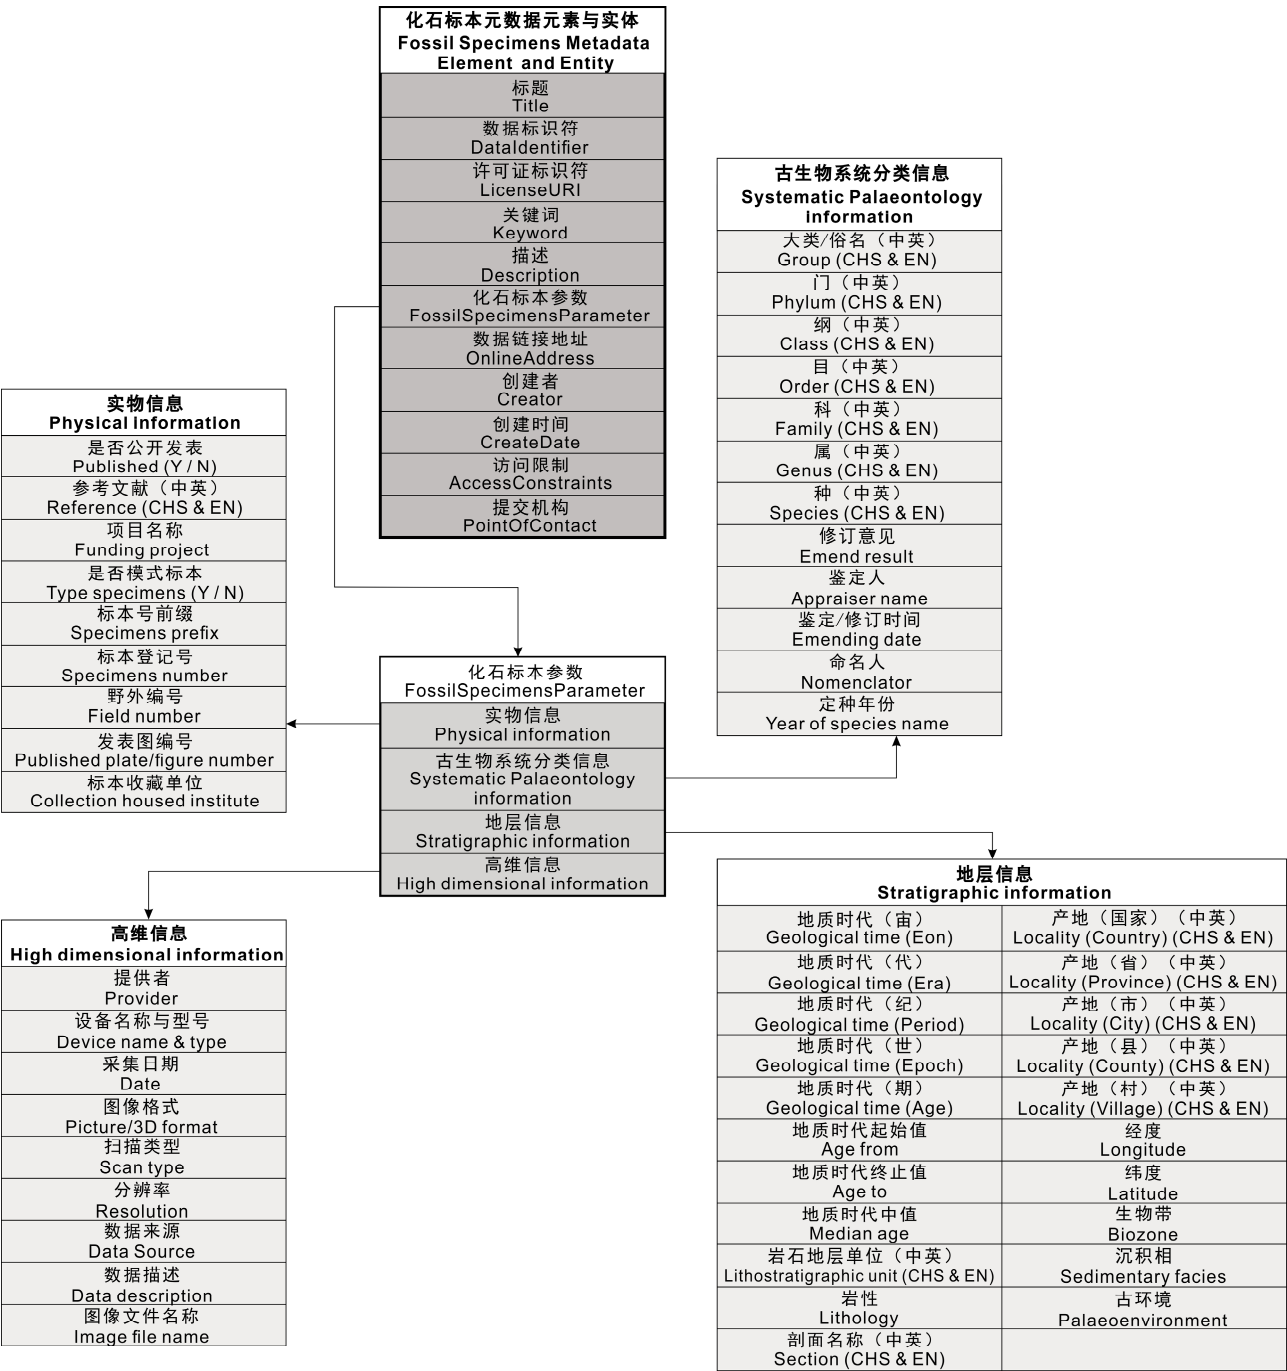 化石标本元数据元素与实体
Fossil Specimens Metadata
Element and Entity
标题
Title
数据标识符
DataIdentifier
许可证标识符
LicenseURI
关键词
Keyword
描述
Description
化石标本参数
FossilSpecimensParameter
数据链接地址
OnlineAddress
创建者
Creator
创建时间
CreateDate
访问限制
AccessConstraints
提交机构
PointOfContact
古生物系统分类信息
Systematic Palaeontology
information
大类/俗名（中英）
Group (CHS & EN)
门（中英）
Phylum (CHS & EN)
纲（中英）
Class (CHS & EN)
目（中英）
Order (CHS & EN)
科（中英）
Family (CHS & EN)
属（中英）
Genus (CHS & EN)
种（中英）
Species (CHS & EN)
修订意见
Emend result
鉴定人
Appraiser name
鉴定/修订时间
Emending date
命名人
Nomenclator
定种年份
Year of species name
实物信息
Physical information
是否公开发表
Published (Y / N)
参考文献（中英）
Reference (CHS & EN)
项目名称
Funding project
是否模式标本
Type specimens (Y / N)
标本号前缀
Specimens prefix
标本登记号
Specimens number
野外编号
Field number
发表图编号
Published plate/figure number
标本收藏单位
Collection housed institute
化石标本参数
FossilSpecimensParameter
实物信息
Physical information
古生物系统分类信息
Systematic Palaeontology
information
地层信息
Stratigraphic information
高维信息
High dimensional information
高维信息
High dimensional information
提供者
Provider
设备名称与型号
Device name & type
采集日期
Date
图像格式
Picture/3D format
扫描类型
Scan type
分辨率
Resolution
数据来源
Data Source
数据描述
Data description
图像文件名称
Image file name
地层信息
Stratigraphic information
地质时代（宙）
Geological time (Eon)
产地（国家）（中英）
Locality (Country) (CHS & EN)
地质时代（代）
Geological time (Era)
产地（省）（中英）
Locality (Province) (CHS & EN)
地质时代（纪）
Geological time (Period)
产地（市）（中英）
Locality (City) (CHS & EN)
地质时代（世）
Geological time (Epoch)
产地（县）（中英）
Locality (County) (CHS & EN)
地质时代（期）
Geological time (Age)
产地（村）（中英）
Locality (Village) (CHS & EN)
地质时代起始值
Age from
经度
Longitude
地质时代终止值
Age to
纬度
Latitude
地质时代中值
Median age
生物带
Biozone
岩石地层单位（中英）
Lithostratigraphic unit (CHS & EN)
沉积相
Sedimentary facies
岩性
Lithology
古环境
Palaeoenvironment
剖面名称（中英）
Section (CHS & EN)